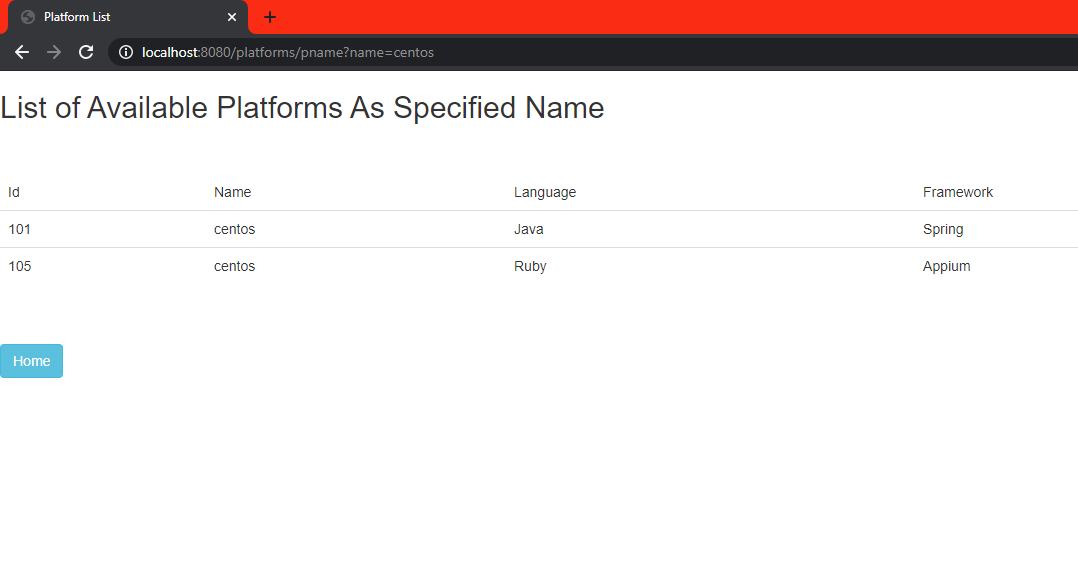 Platform List
localhost:8080/platforms/pname?name=centos
List of Available Platforms As Specified Name
Id Name Language Framework
101 centos Java Spring
105 centos Ruby Appium
Home